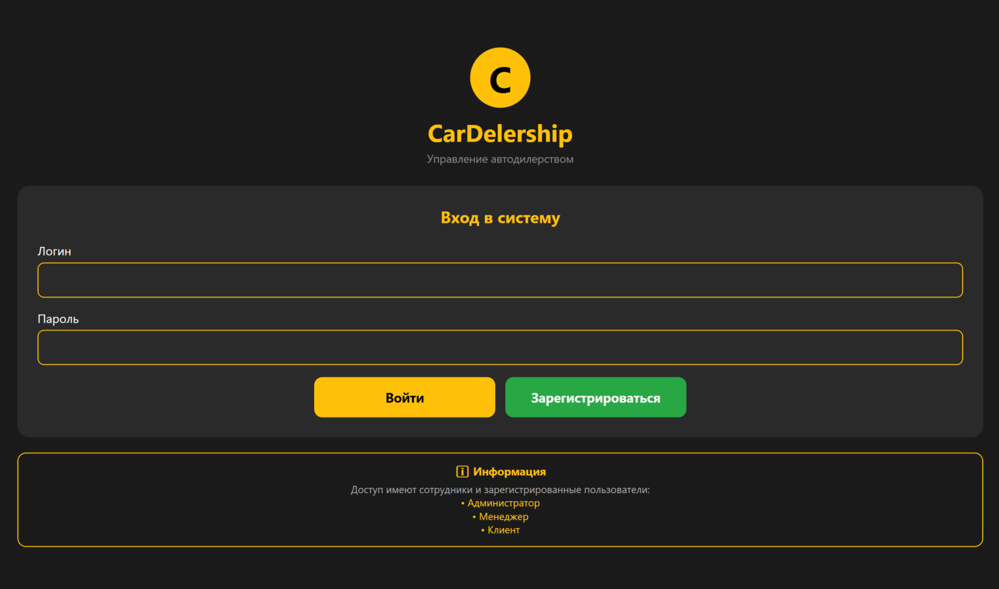 C
CarDelership
Управление автодилерством
Вход в систему
Логин
Пароль
Войти
Зарегистрироваться
i Информация
Доступ имеют сотрудники и зарегистрированные пользователи:
• Администратор
• Менеджер
• Клиент